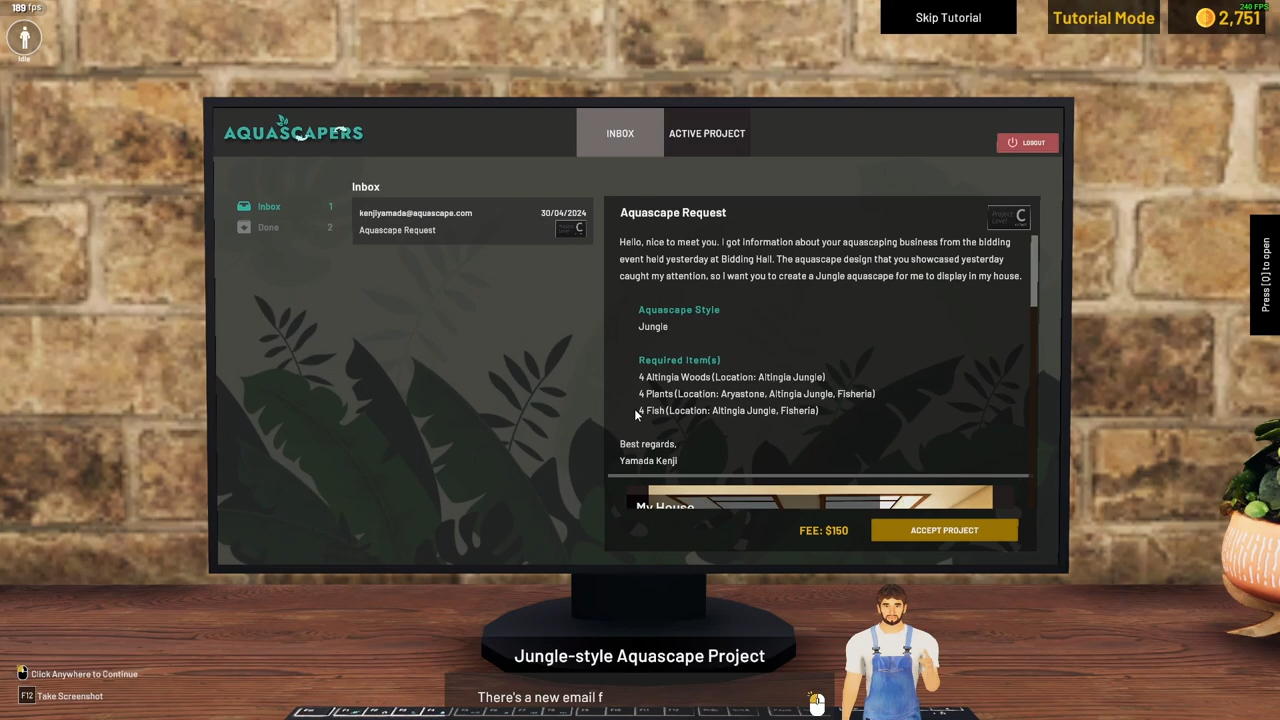 189 fps
Idle
Skip Tutorial
Tutorial Mode
240 FPS
2,751
AQUASCAPERS
INBOX
ACTIVE PROJECT
LOGOUT
Inbox 1
Done 2
Inbox
kenjiyamada@aquascape.com 30/04/2024
Aquascape Request
Project Level C
Aquascape Request
Project Level C
Hello, nice to meet you. I got information about your aquascaping business from the bidding
event held yesterday at Bidding Hall. The aquascape design that you showcased yesterday
caught my attention, so I want you to create a Jungle aquascape for me to display in my house.
Aquascape Style
Jungle
Required Item(s)
4 Altingia Woods (Location: Altingia Jungle)
4 Plants (Location: Aryastone, Altingia Jungle, Fisheria)
4 Fish (Location: Altingia Jungle, Fisheria)
Best regards,
Yamada Kenji
My House
FEE: $150
ACCEPT PROJECT
Press [Q] to open
Jungle-style Aquascape Project
There's a new email f
Click Anywhere to Continue
F12 Take Screenshot